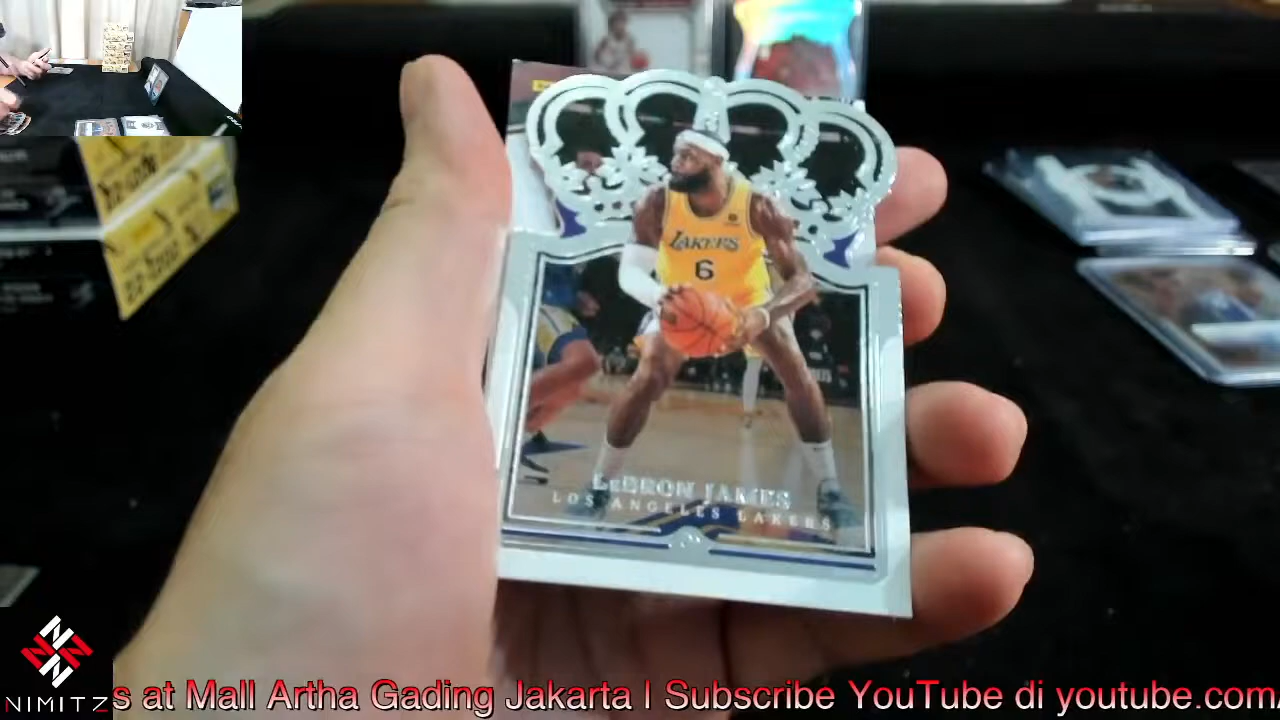 LAKERS
6
LEBRON JAMES
LOS ANGELES LAKERS
NIMITZ
s at Mall Artha Gading Jakarta | Subscribe YouTube di youtube.com